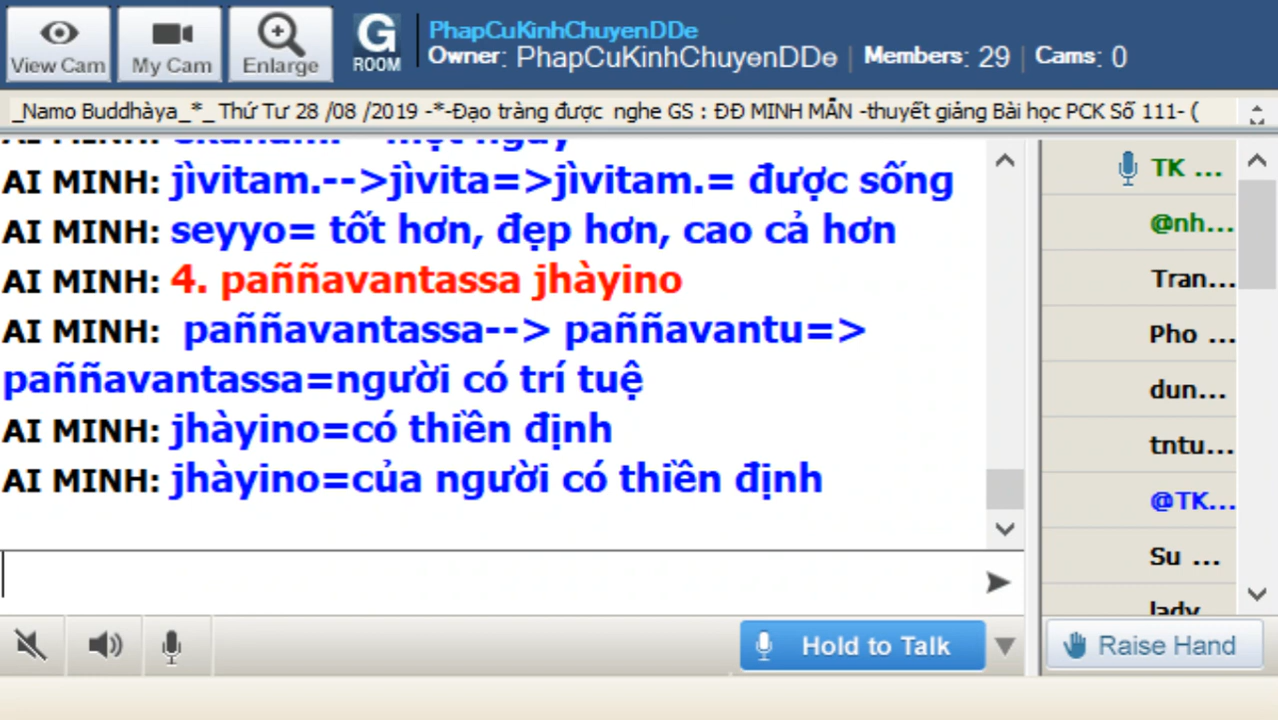 View Cam
My Cam
Enlarge
G ROOM
PhapCuKinhChuyenDDe
Owner: PhapCuKinhChuyenDDe | Members: 29 | Cams: 0
_Namo Buddhàya_*_ Thứ Tư 28 /08 /2019 -*-Đạo tràng được nghe GS : ĐĐ MINH MẪN -thuyết giảng Bài học PCK Số 111- (
AI MINH: jìvitam.-->jìvita=>jìvitam.= được sống
AI MINH: seyyo= tốt hơn, đẹp hơn, cao cả hơn
AI MINH: 4. paññavantassa jhàyino
AI MINH: paññavantassa--> paññavantu=>
paññavantassa=người có trí tuệ
AI MINH: jhàyino=có thiền định
AI MINH: jhàyino=của người có thiền định
TK ...
@nh...
Tran...
Pho ...
dun...
tntu...
@TK...
Su ...
lady
Hold to Talk
Raise Hand